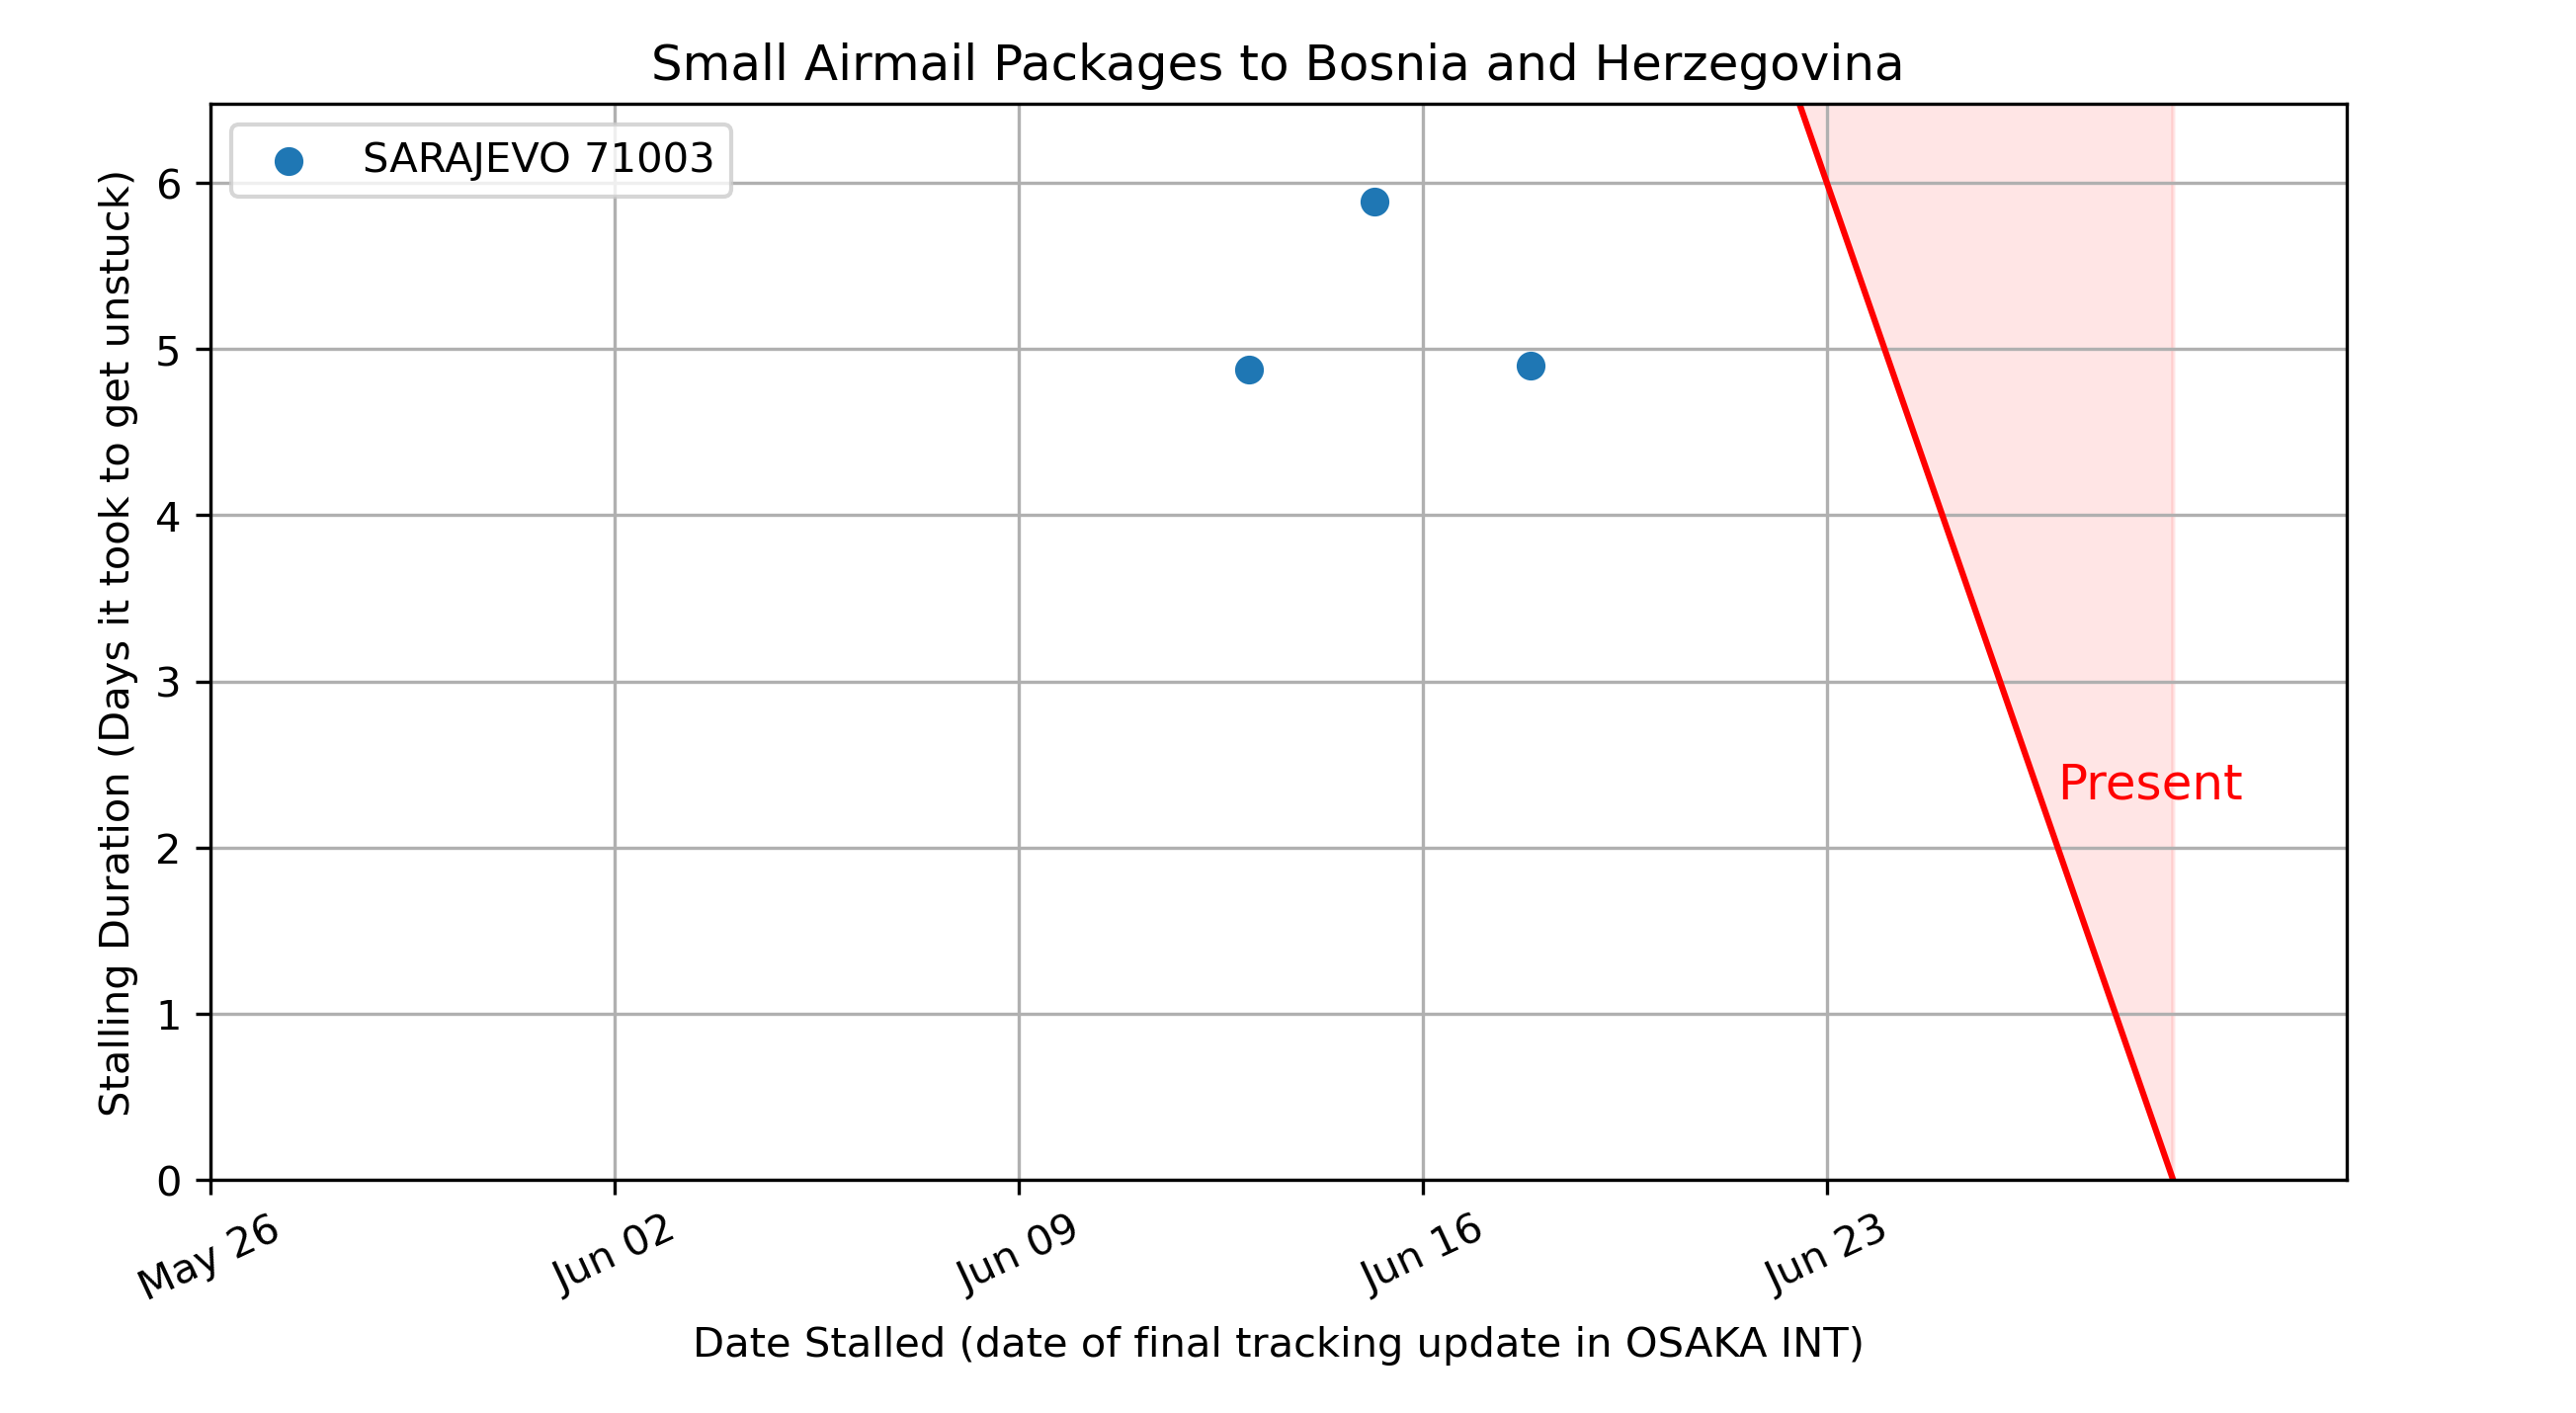 Small Airmail Packages to Bosnia and Herzegovina
SARAJEVO 71003
Stalling Duration (Days it took to get unstuck)
6
5
4
3
2
1
0
Present
May 26
Jun 02
Jun 09
Jun 16
Jun 23
Date Stalled (date of final tracking update in OSAKA INT)